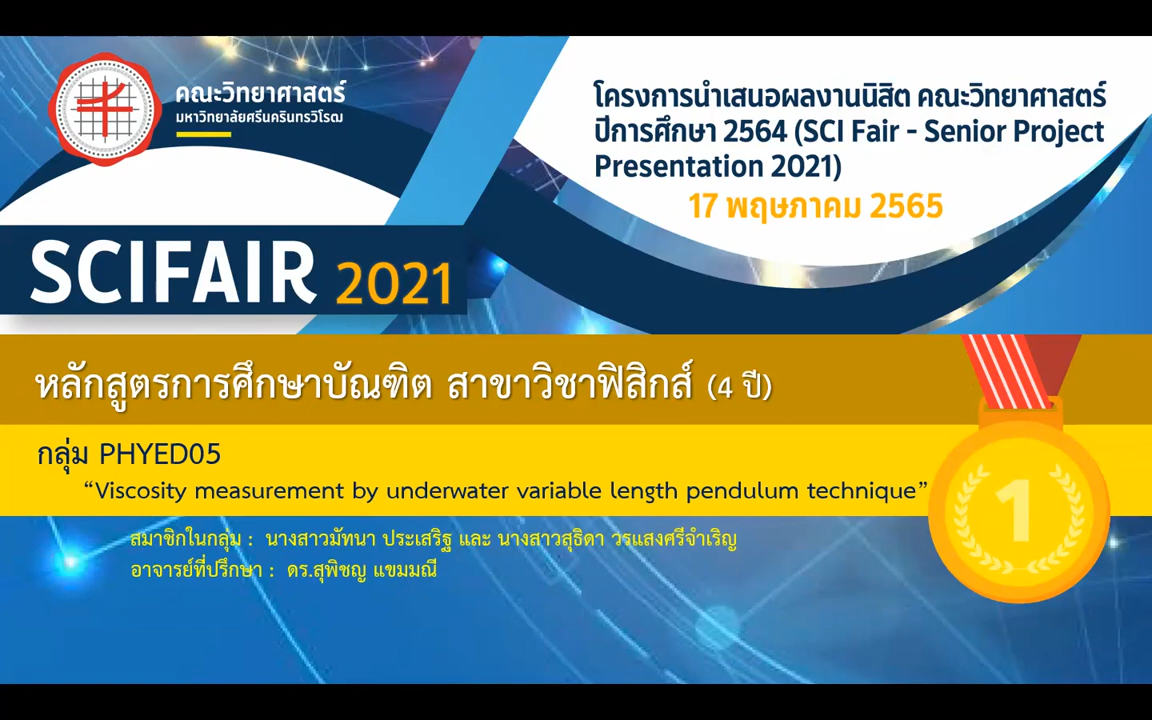 คณะวิทยาศาสตร์
มหาวิทยาลัยศรีนครินทรวิโรฒ
โครงการนำเสนอผลงานนิสิต คณะวิทยาศาสตร์
ปีการศึกษา 2564 (SCI Fair - Senior Project
Presentation 2021)
17 พฤษภาคม 2565
SCIFAIR 2021
หลักสูตรการศึกษาบัณฑิต สาขาวิชาฟิสิกส์ (4 ปี)
กลุ่ม PHYED05
“Viscosity measurement by underwater variable length pendulum technique”
1
สมาชิกในกลุ่ม : นางสาวมัทนา ประเสริฐ และ นางสาวสุธิดา วรแสงศรีจำเริญ
อาจารย์ที่ปรึกษา : ดร.สุพิชญ แขมมณี